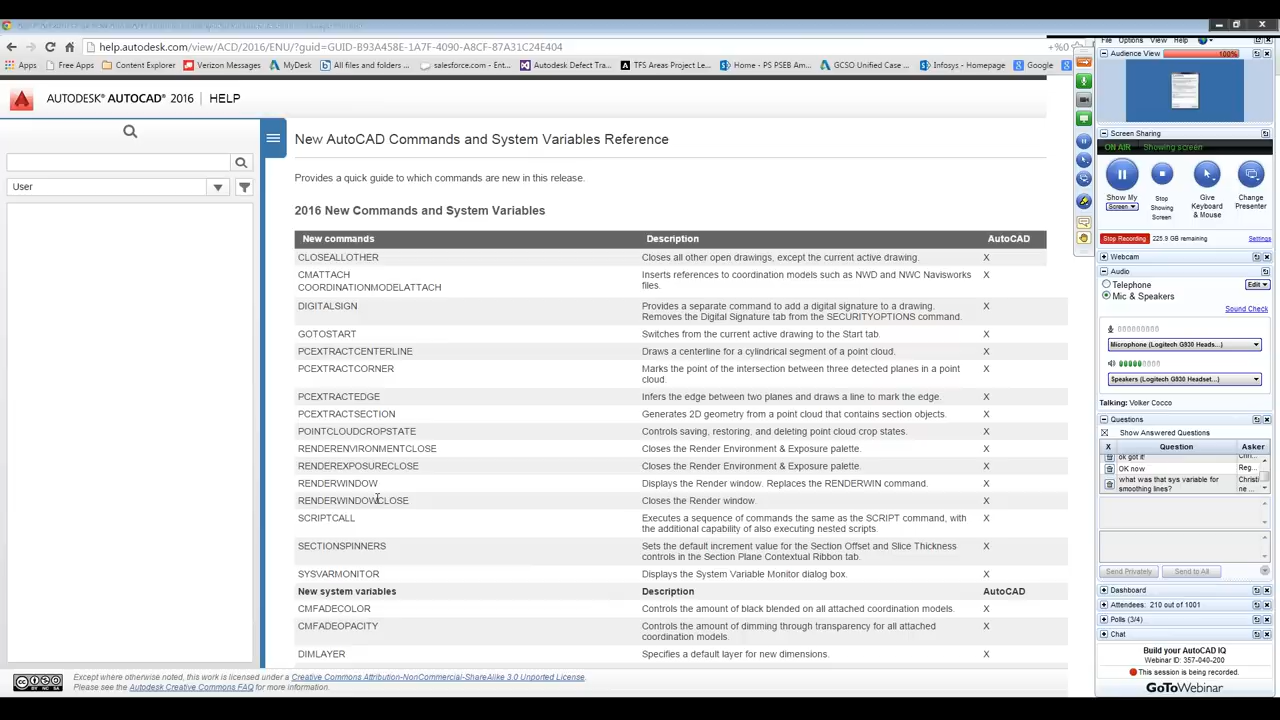 help.autodesk.com/view/ACD/2016/ENU/?guid=
Apps Free Apps Content Explorer Verizon Messages MyDesk All files and folders ... salesforce.com - Ent... Autodesk Defect Tra... TFS Areas Project Le... Home - PS PSEB Am... GCSO Unified Case ... Infosys - Homepage Google
AUTODESK® AUTOCAD® 2016 HELP
User
New AutoCAD Commands and System Variables Reference
Provides a quick guide to which commands are new in this release.
2016 New Commands and System Variables
New commands Description AutoCAD
CLOSEALLOTHER Closes all other open drawings, except the current active drawing. X
CMATTACH Inserts references to coordination models such as NWD and NWC Navisworks X
COORDINATIONMODELATTACH files.
DIGITALSIGN Provides a separate command to add a digital signature to a drawing. X
Removes the Digital Signature tab from the SECURITYOPTIONS command.
GOTOSTART Switches from the current active drawing to the Start tab. X
PCEXTRACTCENTERLINE Draws a centerline for a cylindrical segment of a point cloud. X
PCEXTRACTCORNER Marks the point of the intersection between three detected planes in a point X
cloud.
PCEXTRACTEDGE Infers the edge between two planes and draws a line to mark the edge. X
PCEXTRACTSECTION Generates 2D geometry from a point cloud that contains section objects. X
POINTCLOUDCROPSTATE Controls saving, restoring, and deleting point cloud crop states. X
RENDERENVIRONMENTCLOSE Closes the Render Environment & Exposure palette. X
RENDEREXPOSURECLOSE Closes the Render Environment & Exposure palette. X
RENDERWINDOW Displays the Render window. Replaces the RENDERWIN command. X
RENDERWINDOWCLOSE Closes the Render window. X
SCRIPTCALL Executes a sequence of commands the same as the SCRIPT command, with X
the additional capability of also executing nested scripts.
SECTIONSPINNERS Sets the default increment value for the Section Offset and Slice Thickness X
controls in the Section Plane Contextual Ribbon tab.
SYSVARMONITOR Displays the System Variable Monitor dialog box. X
New system variables Description AutoCAD
CMFADECOLOR Controls the amount of black blended on all attached coordination models. X
CMFADEOPACITY Controls the amount of dimming through transparency for all attached X
coordination models.
DIMLAYER Specifies a default layer for new dimensions. X
Except where otherwise noted, this work is licensed under a Creative Commons Attribution-NonCommercial-ShareAlike 3.0 Unported License.
Please see the Autodesk Creative Commons FAQ for more information.
File Options View Help
Audience View 100%
Screen Sharing
ON AIR Showing screen
Show My
Screen
Stop
Showing
Screen
Give
Keyboard
& Mouse
Change
Presenter
Stop Recording 225.9 GB remaining Settings
Webcam
Audio
Telephone Edit
Mic & Speakers
Sound Check
Microphone (Logitech G930 Heads...)
Speakers (Logitech G930 Headset...)
Talking: Volker Cocco
Questions
Show Answered Questions
X Question Asker
ok got it! Chri...
OK now Reg...
what was that sys variable for Christi
smoothing lines? ne ...
Send Privately Send to All
Dashboard
Attendees: 210 out of 1001
Polls (3/4)
Chat
Build your AutoCAD IQ
Webinar ID: 357-040-200
This session is being recorded.
GoToWebinar